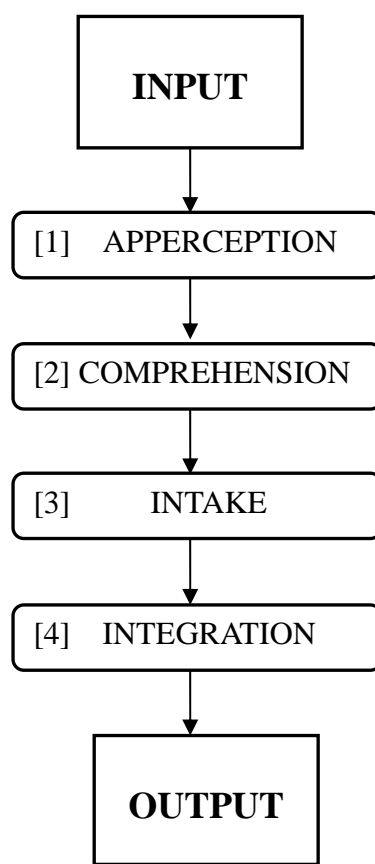 INPUT
[1] APPERCEPTION
[2] COMPREHENSION
[3] INTAKE
[4] INTEGRATION
OUTPUT